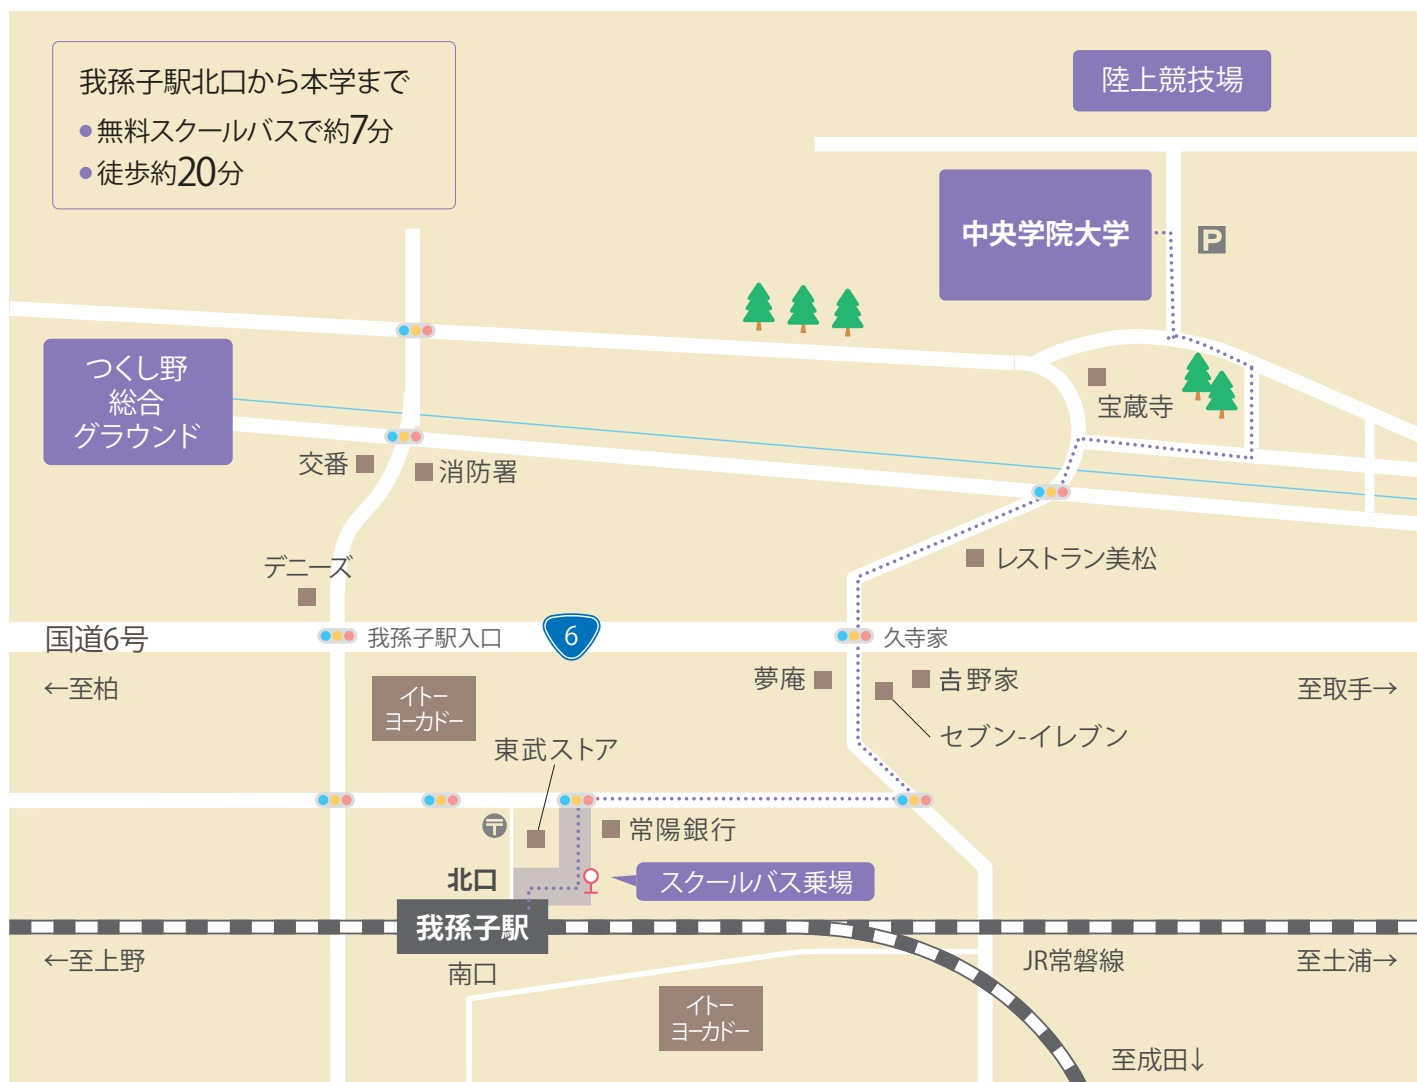 我孫子駅北口から本学まで
●無料スクールバスで約7分
●徒歩約20分
陸上競技場
中央学院大学
P
つくし野
総合
グラウンド
宝蔵寺
交番
消防署
デニーズ
レストラン美松
国道6号
我孫子駅入口
6
久寺家
←至柏
イトー
ヨーカドー
夢庵
𠮷野家
至取手→
セブン-イレブン
東武ストア
〒
常陽銀行
北口
スクールバス乗場
我孫子駅
←至上野
南口
JR常磐線
至土浦→
イトー
ヨーカドー
至成田↓